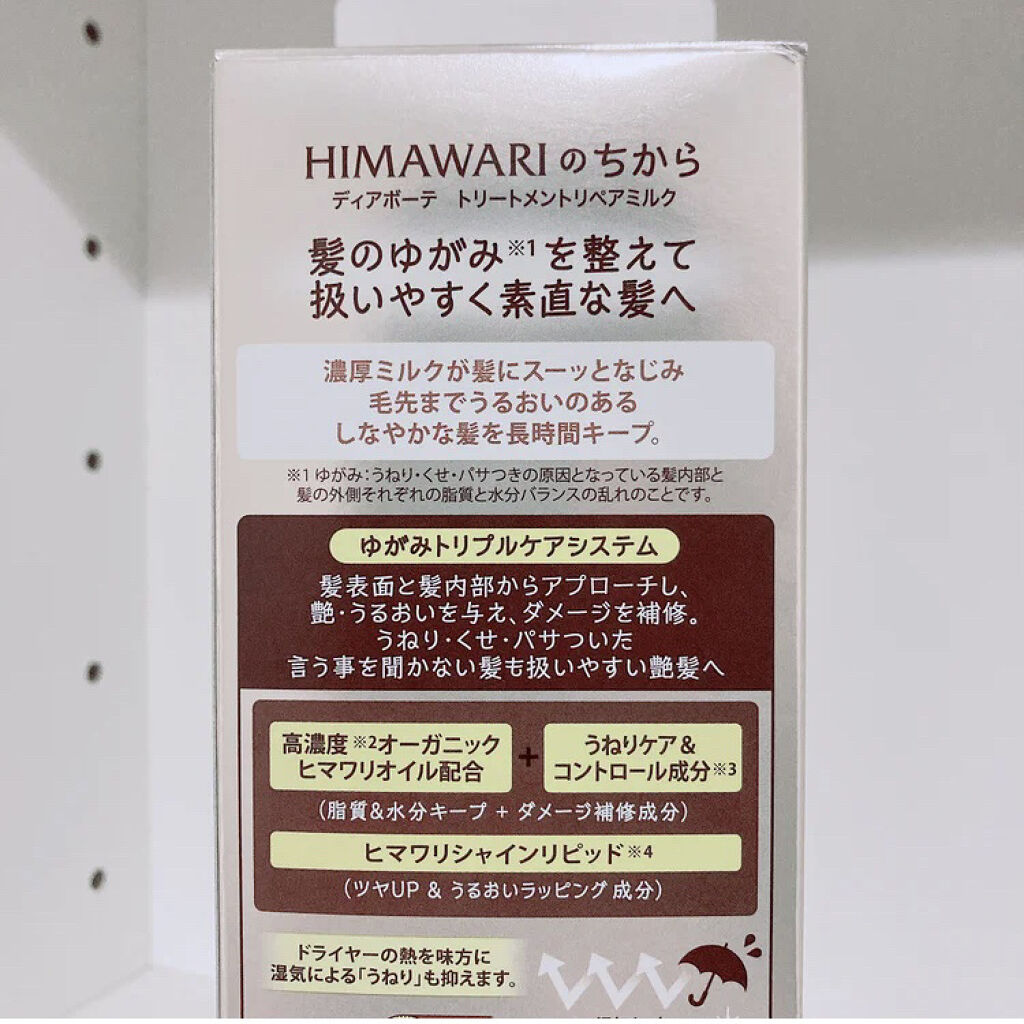 HIMAWARIのちから
ディアボーテ トリートメントリペアミルク
髪のゆがみ※1を整えて
扱いやすく素直な髪へ
濃厚ミルクが髪にスーッとなじみ
毛先までうるおいのある
しなやかな髪を長時間キープ。
※1 ゆがみ：うねり・くせ・パサつきの原因となっている髪内部と
髪の外側それぞれの脂質と水分バランスの乱れのことです。
ゆがみトリプルケアシステム
髪表面と髪内部からアプローチし、
艶・うるおいを与え、ダメージを補修。
うねり・くせ・パサついた
言う事を聞かない髪も扱いやすい艶髪へ
高濃度※2オーガニック
ヒマワリオイル配合
+
うねりケア&
コントロール成分※3
（脂質&水分キープ + ダメージ補修成分）
ヒマワリシャインリピッド※4
（ツヤUP & うるおいラッピング成分）
ドライヤーの熱を味方に
湿気による「うねり」も抑えます。